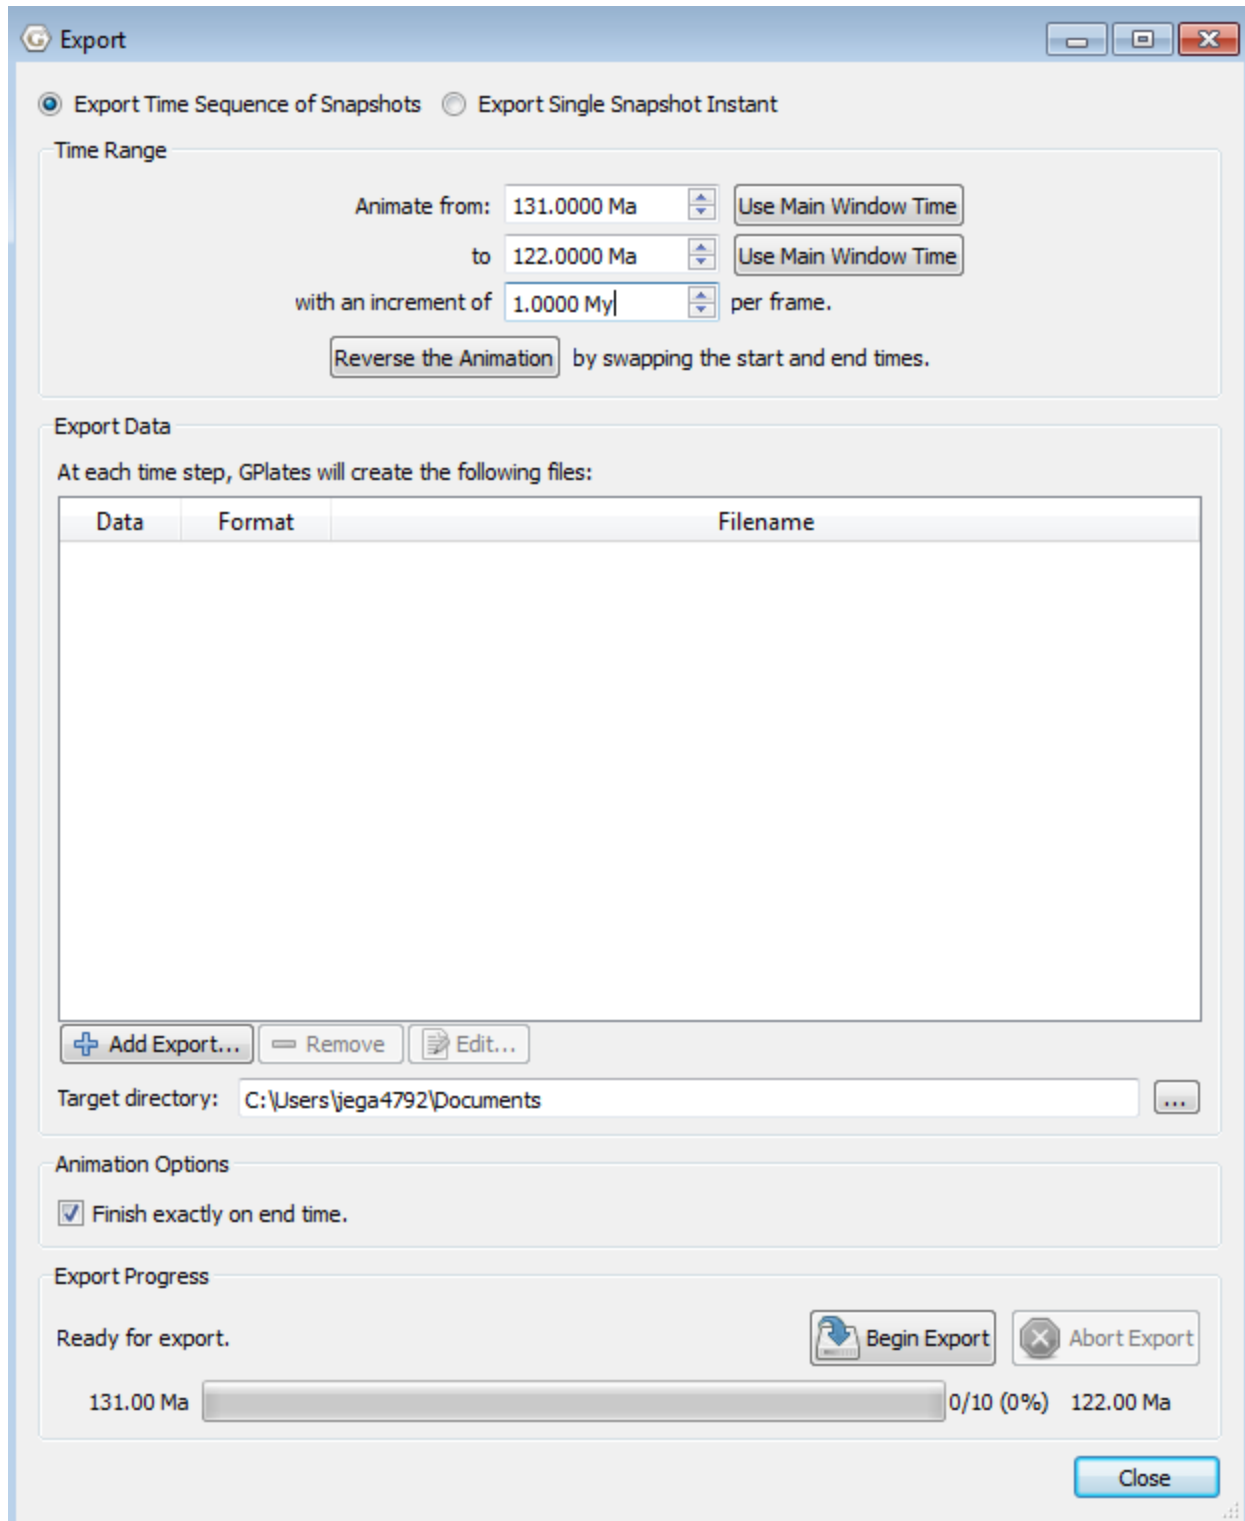 Export
Export Time Sequence of Snapshots Export Single Snapshot Instant
Time Range
Animate from: 131.0000 Ma Use Main Window Time
to 122.0000 Ma Use Main Window Time
with an increment of 1.0000 My per frame.
Reverse the Animation by swapping the start and end times.
Export Data
At each time step, GPlates will create the following files:
Data Format Filename
Add Export... Remove Edit...
Target directory: C:\Users\jega4792\Documents ...
Animation Options
Finish exactly on end time.
Export Progress
Ready for export. Begin Export Abort Export
131.00 Ma 0/10 (0%) 122.00 Ma
Close